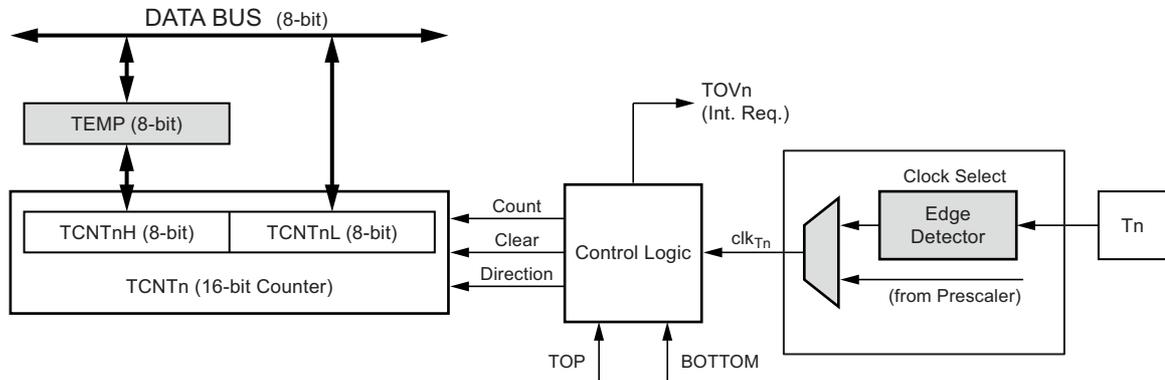 DATA BUS (8-bit)
TEMP (8-bit)
TCNTnH (8-bit)
TCNTnL (8-bit)
TCNTn (16-bit Counter)
Count
Clear
Direction
TOVn
(Int. Req.)
Control Logic
TOP
BOTTOM
clkTn
Clock Select
Edge
Detector
(from Prescaler)
Tn